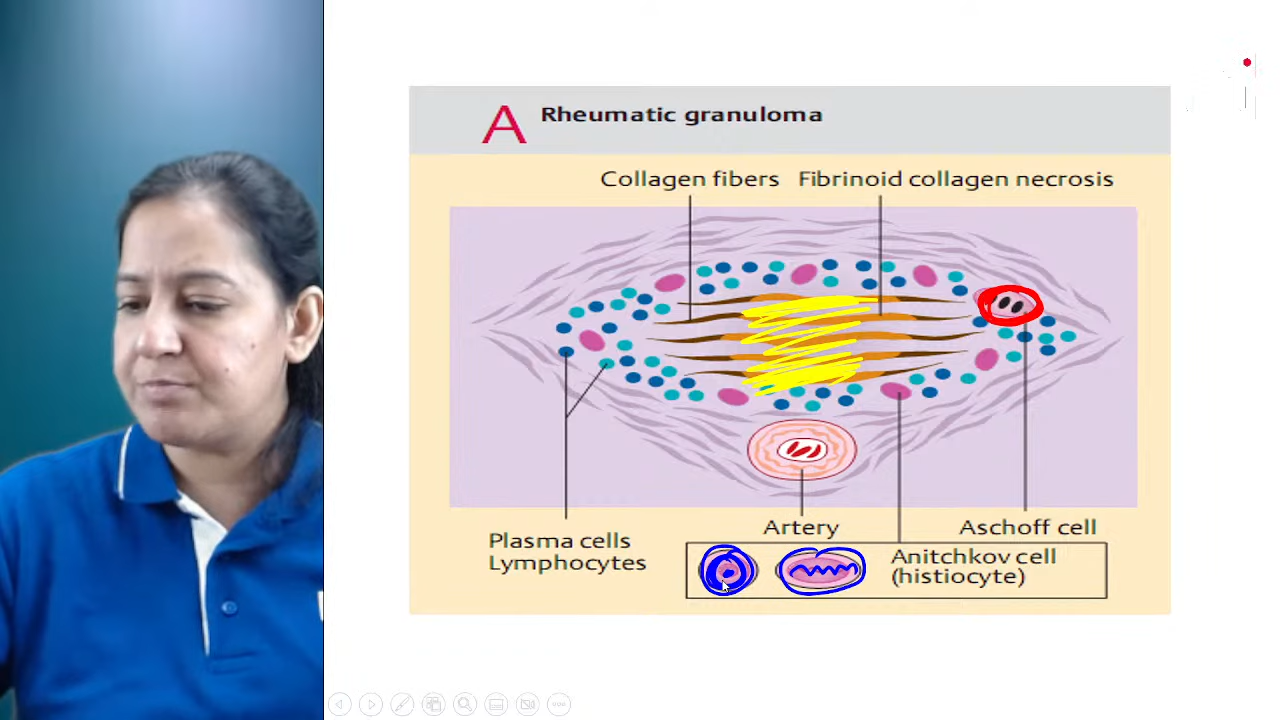 A Rheumatic granuloma
Collagen fibers Fibrinoid collagen necrosis
Artery Aschoff cell
Plasma cells
Lymphocytes
Anitchkov cell
(histiocyte)